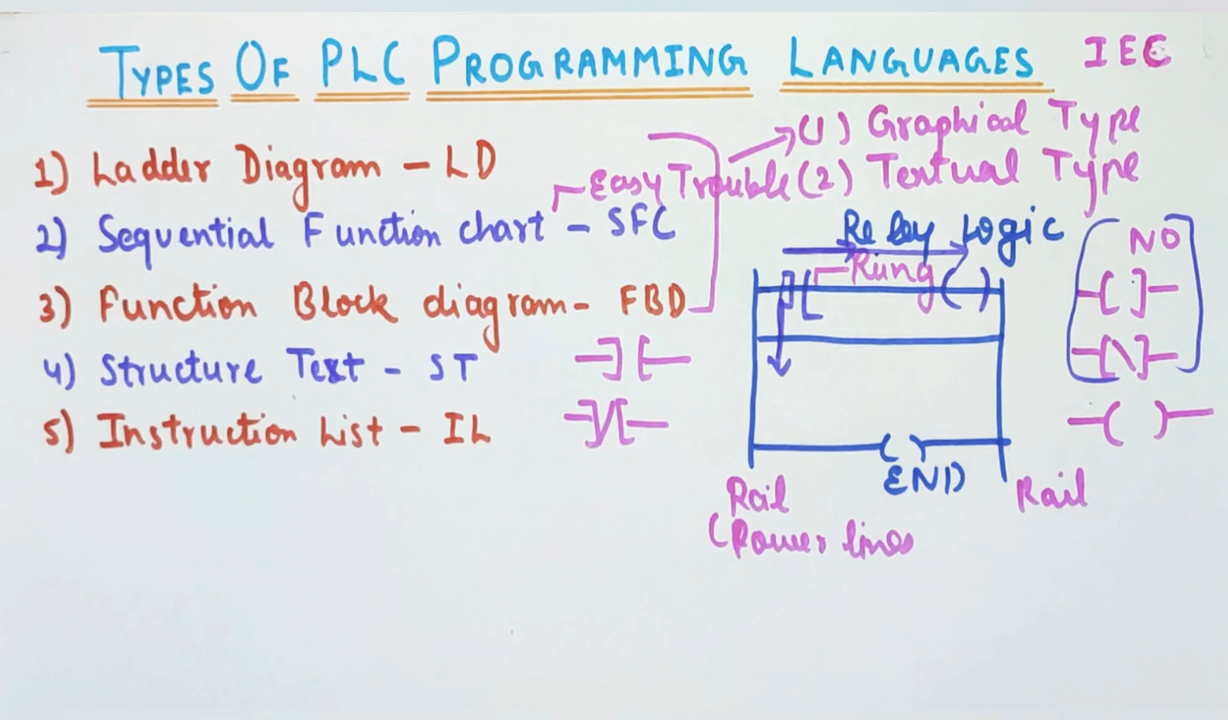 TYPES OF PLC PROGRAMMING LANGUAGES IEC
1) Ladder Diagram - LD
2) Sequential Function chart - SFC
3) Function Block diagram - FBD
4) Structure Text - ST
5) Instruction List - IL
(1) Graphical Type
(2) Textual Type
Easy Trouble
Relay Logic
Rung
NO
END
Rail
Rail
(Power lines